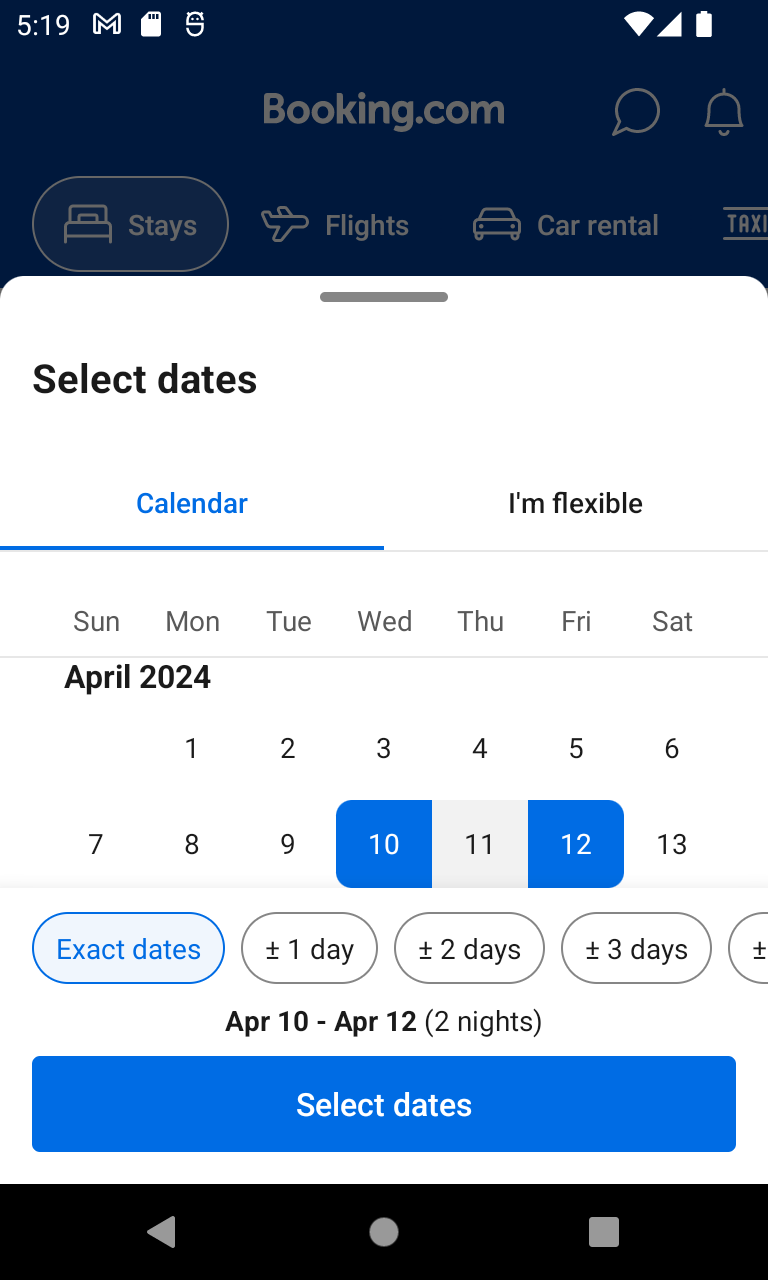 5:19
Booking.com
Stays Flights Car rental TAXI
Select dates
Calendar I'm flexible
Sun Mon Tue Wed Thu Fri Sat
April 2024
1 2 3 4 5 6
7 8 9 10 11 12 13
Exact dates ± 1 day ± 2 days ± 3 days ±
Apr 10 - Apr 12 (2 nights)
Select dates